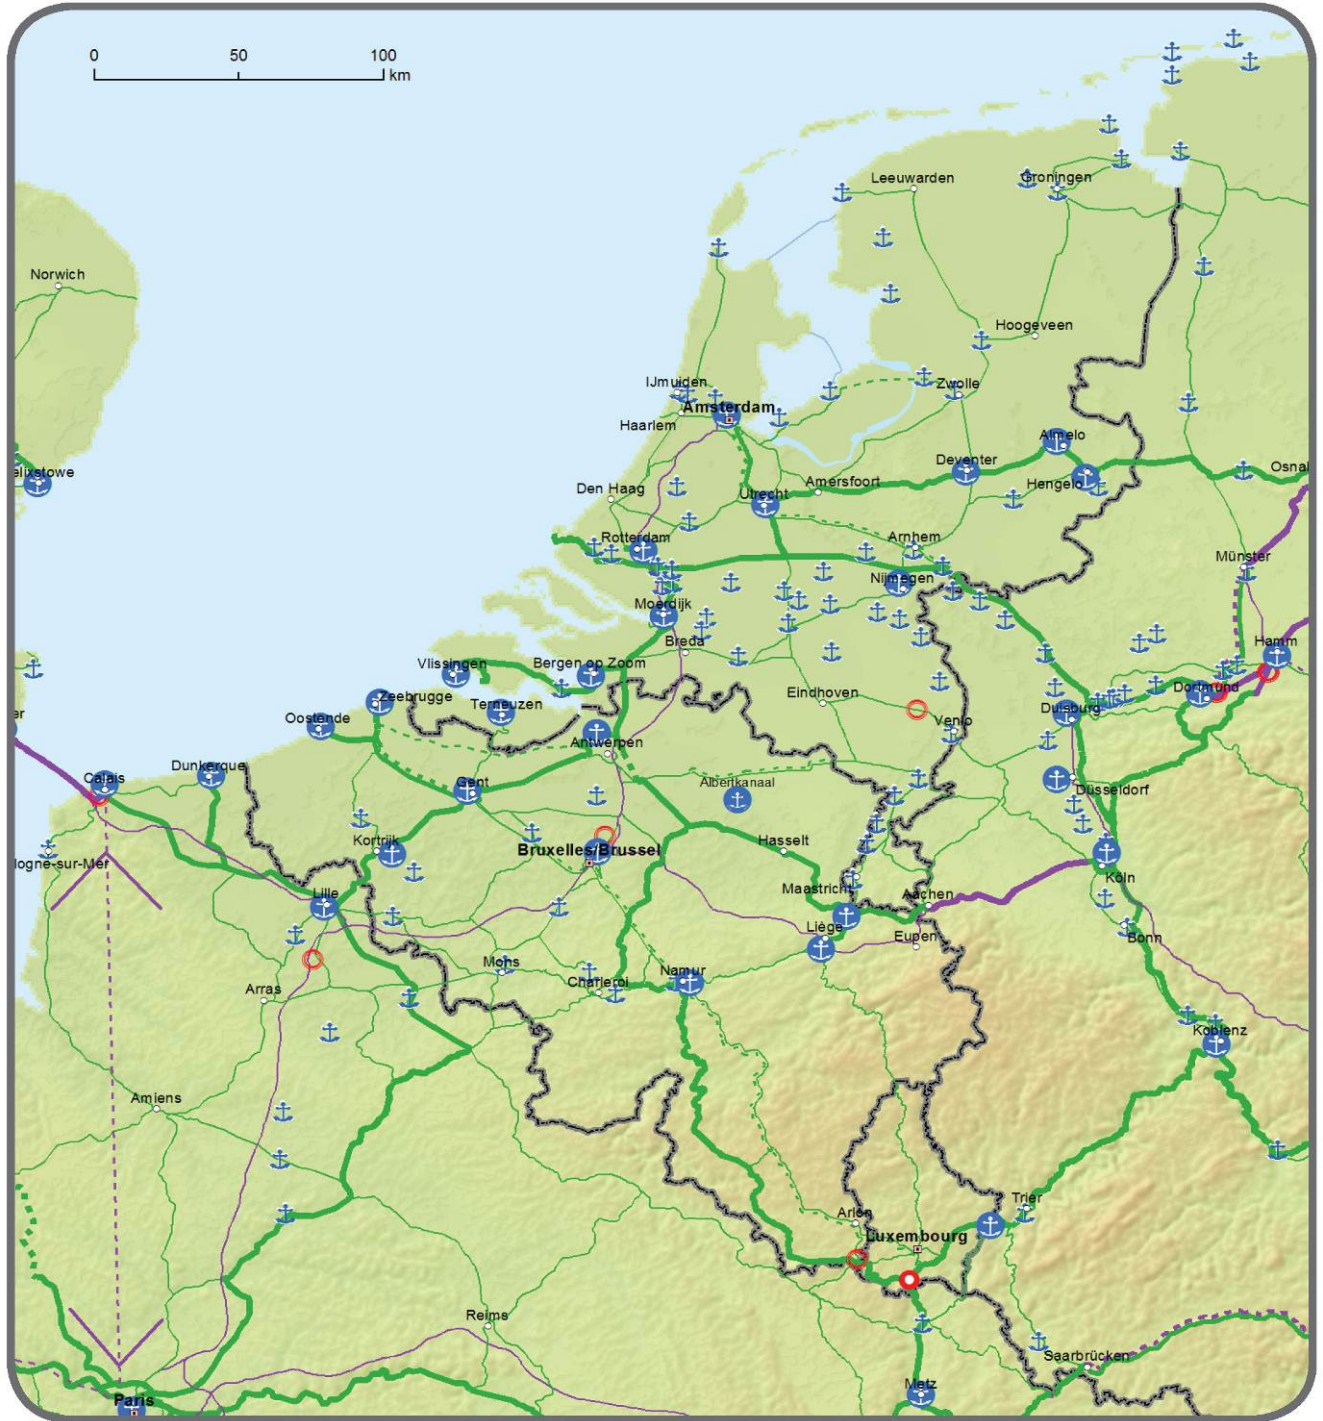 0 50 100
km
Leeuwarden
Groningen
Norwich
Hoogeveen
IJmuiden
Zwolle
Amsterdam
Haarlem
Almelo
Deventer
elixstowe
Osnal
Hengelo
Amersfoort
Den Haag
Utrecht
Rotterdam
Arnhem
Münster
Nijmegen
Moerdijk
Breda
Hamm
Vlissingen
Bergen op Zoom
Dortmund
Eindhoven
Zeebrugge
Terneuzen
Duisburg
er
Oostende
Venlo
Antwerpen
Dunkerque
Calais
Gent
Albertkanaal
Düsseldorf
Kortrijk
Hasselt
Bruxelles/Brussel
logne-sur-Mer
Köln
Maastricht
Aachen
Lille
Liège
Eupen
Bonn
Mons
Namur
Charleroi
Arras
Koblenz
Amiens
Trier
Arlon
Luxembourg
Reims
Saarbrücken
Metz
Paris